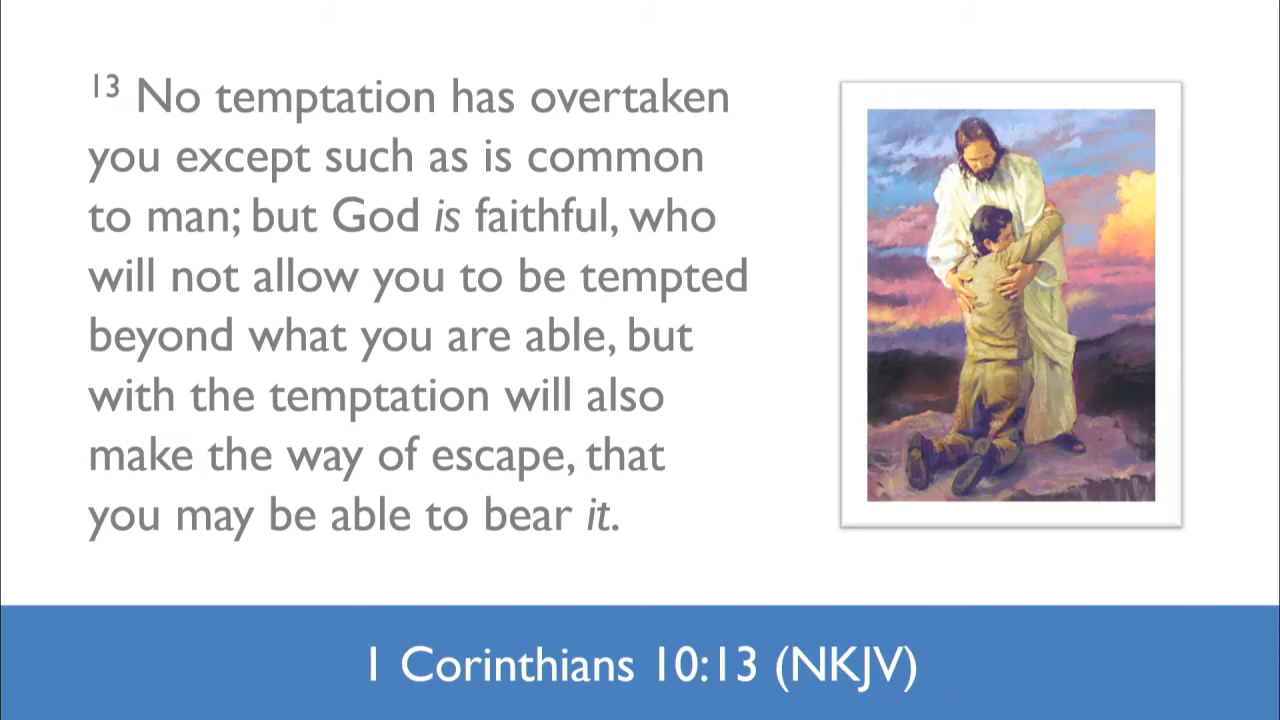 13 No temptation has overtaken
you except such as is common
to man; but God is faithful, who
will not allow you to be tempted
beyond what you are able, but
with the temptation will also
make the way of escape, that
you may be able to bear it.
1 Corinthians 10:13 (NKJV)